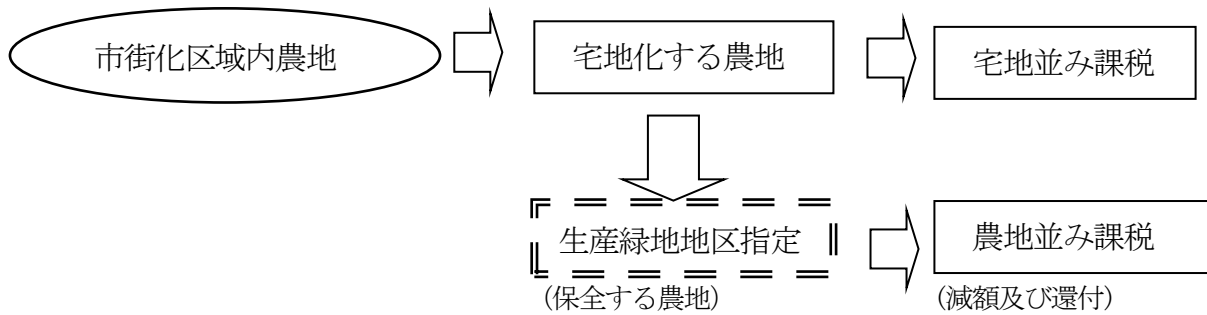 市街化区域内農地
宅地化する農地
宅地並み課税
生産緑地地区指定
農地並み課税
(保全する農地)
(減額及び還付)